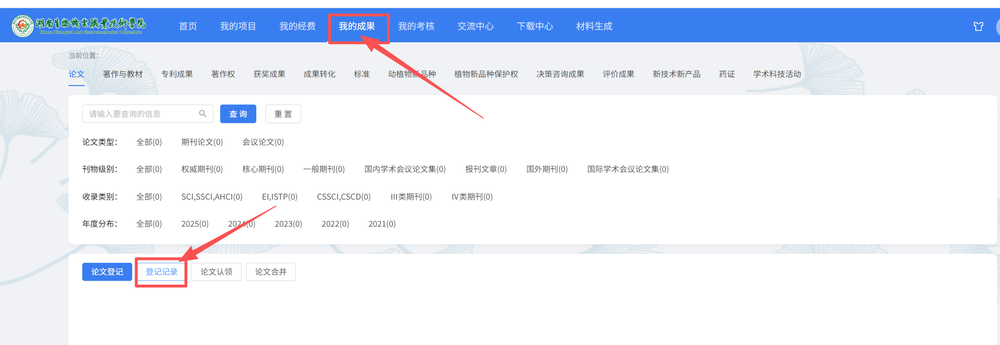 湖南生物機電職業技術學院
Hunan Biological And Electromechanical Polytechnic
首页 我的项目 我的经费 我的成果 我的考核 交流中心 下载中心 材料生成
当前位置：
论文 著作与教材 专利成果 著作权 获奖成果 成果转化 标准 动植物新品种 植物新品种保护权 决策咨询成果 评价成果 新技术新产品 药证 学术科技活动
请输入要查询的信息 查询 重置
论文类型： 全部(0) 期刊论文(0) 会议论文(0)
刊物级别： 全部(0) 权威期刊(0) 核心期刊(0) 一般期刊(0) 国内学术会议论文集(0) 报刊文章(0) 国外期刊(0) 国际学术会议论文集(0)
收录类别： 全部(0) SCI,SSCI,AHCI(0) EI,ISTP(0) CSSCI,CSCD(0) III类期刊(0) IV类期刊(0)
年度分布： 全部(0) 2025(0) 2024(0) 2023(0) 2022(0) 2021(0)
论文登记 登记记录 论文认领 论文合并